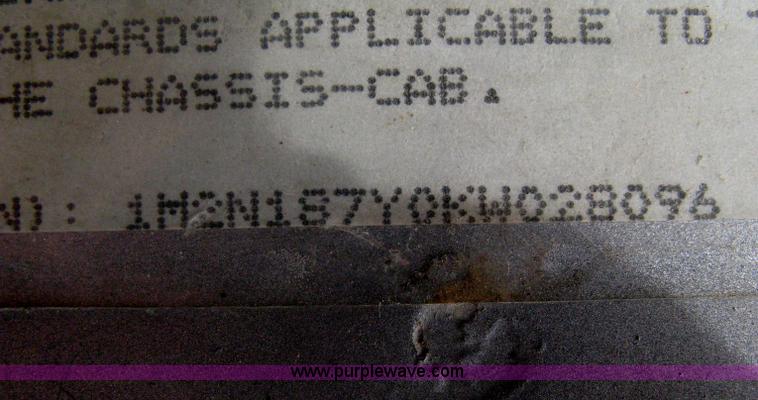 ANDARDS APPLICABLE TO
HE CHASSIS-CAB.
N): 1M2N187Y0KW028096
www.purplewave.com